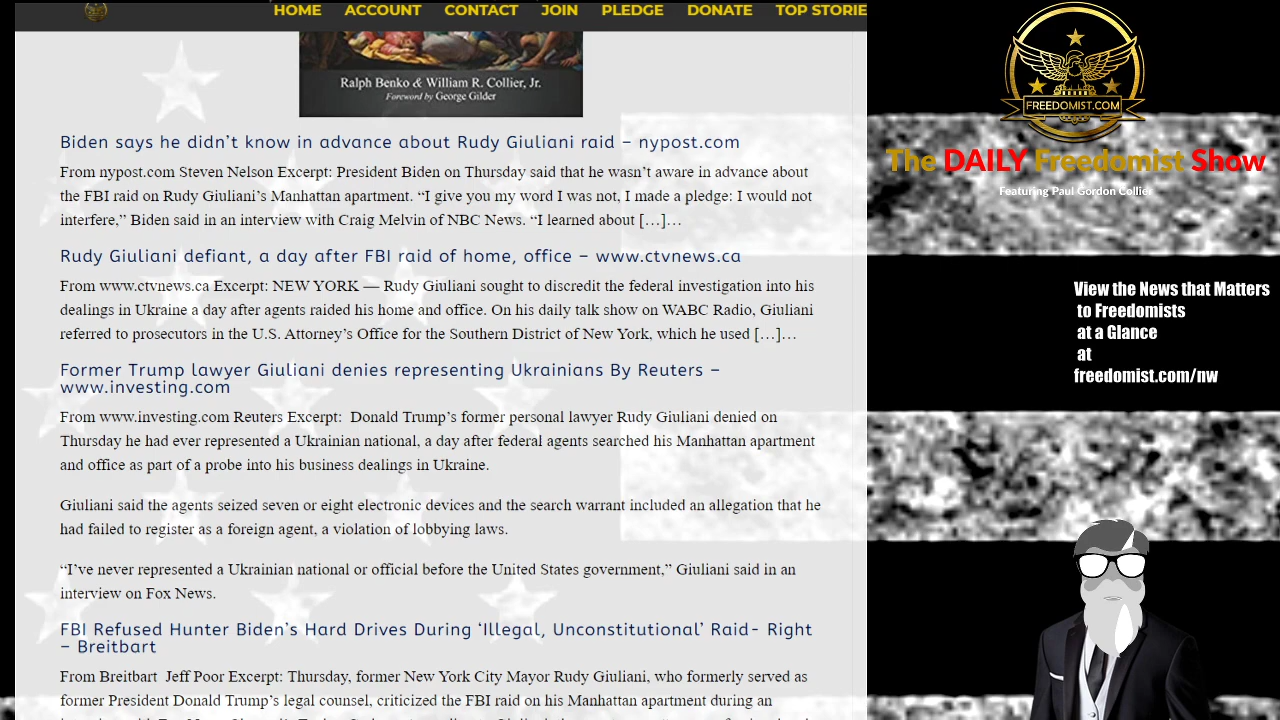 HOME ACCOUNT CONTACT JOIN PLEDGE DONATE TOP STORIE
Ralph Benko & William R. Collier, Jr.
Foreword by George Gilder
Biden says he didn’t know in advance about Rudy Giuliani raid – nypost.com
From nypost.com Steven Nelson Excerpt: President Biden on Thursday said that he wasn’t aware in advance about
the FBI raid on Rudy Giuliani’s Manhattan apartment. “I give you my word I was not, I made a pledge: I would not
interfere,” Biden said in an interview with Craig Melvin of NBC News. “I learned about […]…
Rudy Giuliani defiant, a day after FBI raid of home, office – www.ctvnews.ca
From www.ctvnews.ca Excerpt: NEW YORK — Rudy Giuliani sought to discredit the federal investigation into his
dealings in Ukraine a day after agents raided his home and office. On his daily talk show on WABC Radio, Giuliani
referred to prosecutors in the U.S. Attorney’s Office for the Southern District of New York, which he used […]…
Former Trump lawyer Giuliani denies representing Ukrainians By Reuters –
www.investing.com
From www.investing.com Reuters Excerpt: Donald Trump’s former personal lawyer Rudy Giuliani denied on
Thursday he had ever represented a Ukrainian national, a day after federal agents searched his Manhattan apartment
and office as part of a probe into his business dealings in Ukraine.
Giuliani said the agents seized seven or eight electronic devices and the search warrant included an allegation that he
had failed to register as a foreign agent, a violation of lobbying laws.
“I’ve never represented a Ukrainian national or official before the United States government,” Giuliani said in an
interview on Fox News.
FBI Refused Hunter Biden’s Hard Drives During ‘Illegal, Unconstitutional’ Raid- Right
– Breitbart
From Breitbart Jeff Poor Excerpt: Thursday, former New York City Mayor Rudy Giuliani, who formerly served as
former President Donald Trump’s legal counsel, criticized the FBI raid on his Manhattan apartment during an
FREEDOMIST.COM
The DAILY Freedomist Show
Featuring Paul Gordon Collier
View the News that Matters
to Freedomists
at a Glance
at
freedomist.com/nw